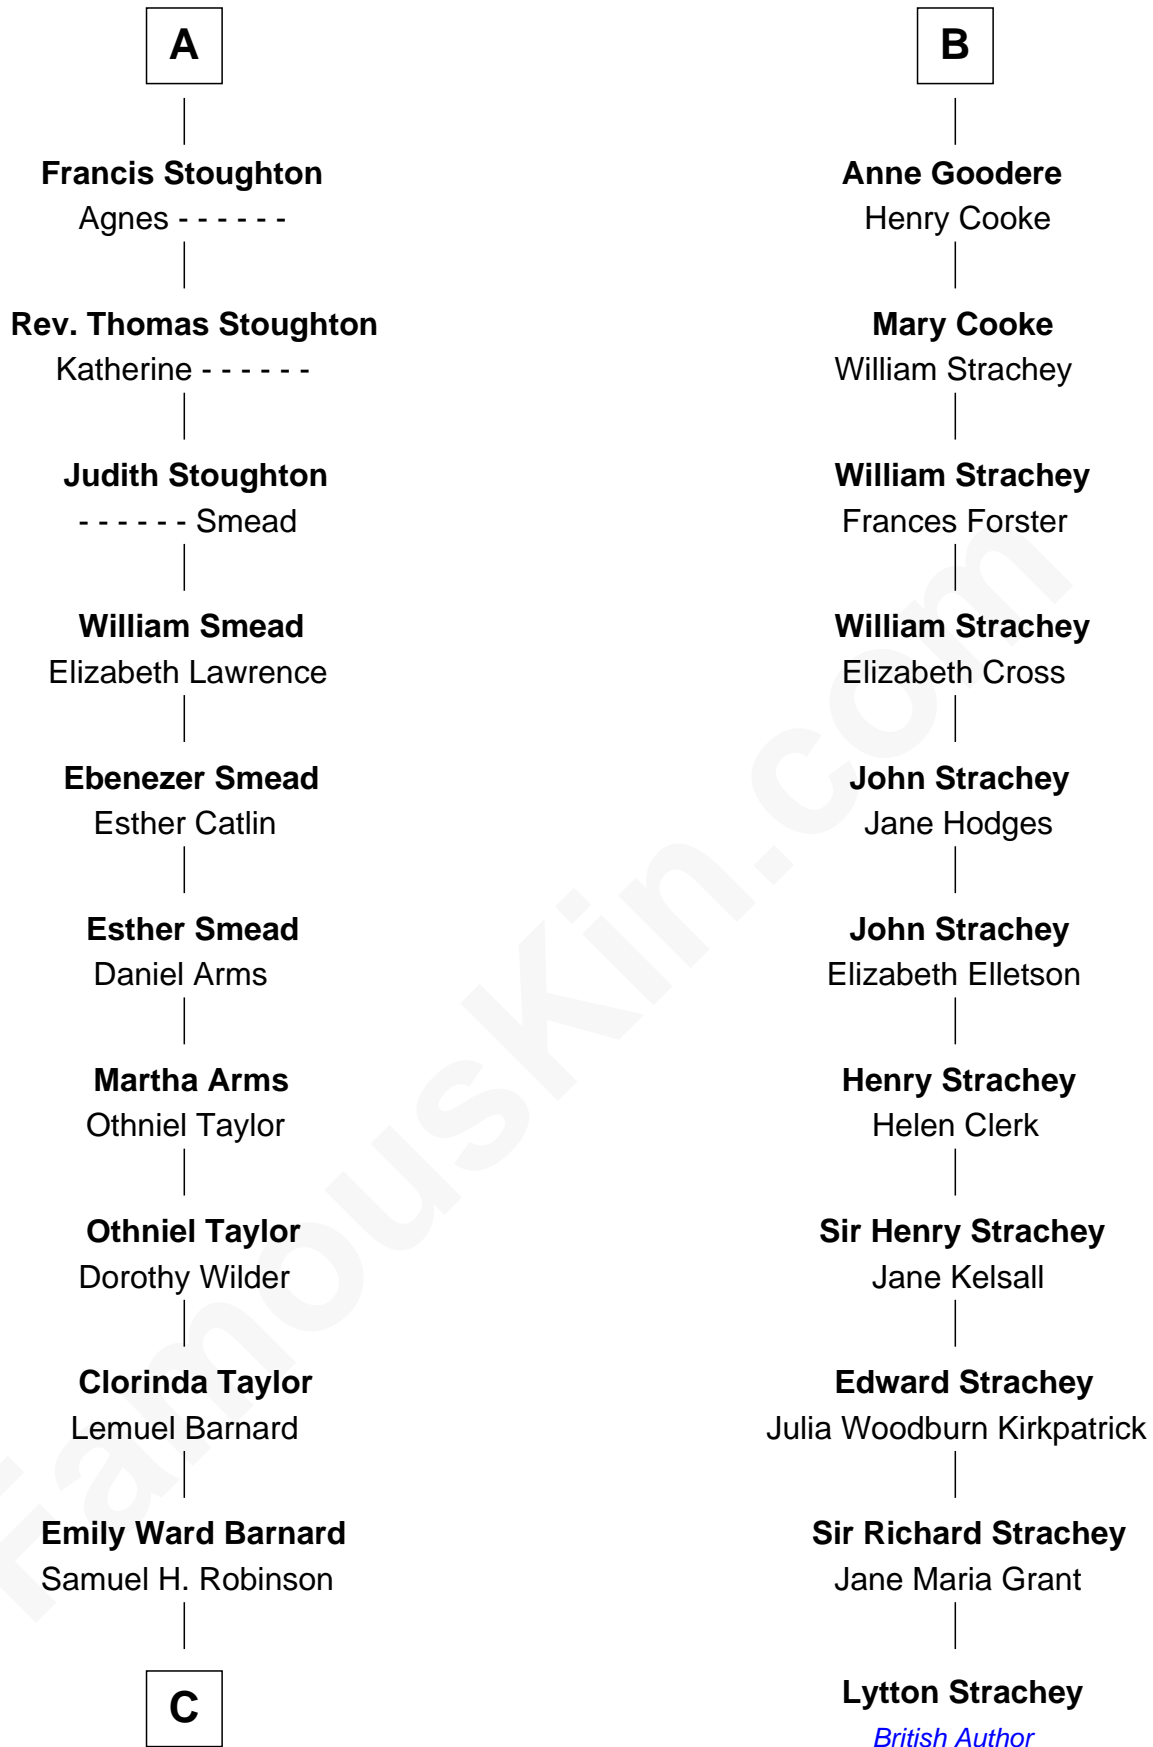 A
Francis Stoughton
Agnes - - - - - -
Rev. Thomas Stoughton
Katherine - - - - - -
Judith Stoughton
- - - - - - Smead
William Smead
Elizabeth Lawrence
Ebenezer Smead
Esther Catlin
Esther Smead
Daniel Arms
Martha Arms
Othniel Taylor
Othniel Taylor
Dorothy Wilder
Clorinda Taylor
Lemuel Barnard
Emily Ward Barnard
Samuel H. Robinson
C
B
Anne Goodere
Henry Cooke
Mary Cooke
William Strachey
William Strachey
Frances Forster
William Strachey
Elizabeth Cross
John Strachey
Jane Hodges
John Strachey
Elizabeth Elletson
Henry Strachey
Helen Clerk
Sir Henry Strachey
Jane Kelsall
Edward Strachey
Julia Woodburn Kirkpatrick
Sir Richard Strachey
Jane Maria Grant
Lytton Strachey
British Author
FamousKin.com